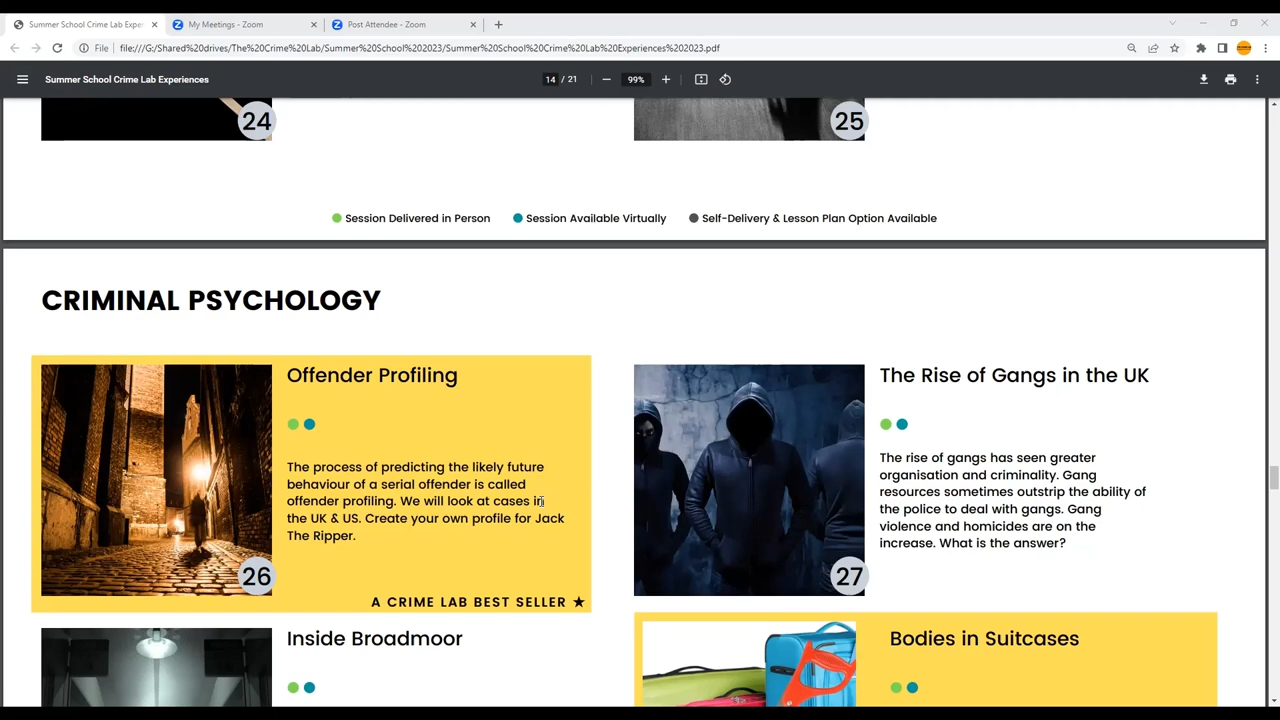 Summer School Crime Lab Expe
My Meetings - Zoom
Post Attendee - Zoom
File
file:///G:/Shared%20drives/The%20Crime%20Lab/Summer%20School%202023/Summer%20School%20Crime%20Lab%20Experiences%202023.pdf
Summer School Crime Lab Experiences
14 / 21
99%
24
25
Session Delivered in Person
Session Available Virtually
Self-Delivery & Lesson Plan Option Available
CRIMINAL PSYCHOLOGY
Offender Profiling
The process of predicting the likely future
behaviour of a serial offender is called
offender profiling. We will look at cases in
the UK & US. Create your own profile for Jack
The Ripper.
26
A CRIME LAB BEST SELLER ★
The Rise of Gangs in the UK
The rise of gangs has seen greater
organisation and criminality. Gang
resources sometimes outstrip the ability of
the police to deal with gangs. Gang
violence and homicides are on the
increase. What is the answer?
27
Inside Broadmoor
Bodies in Suitcases